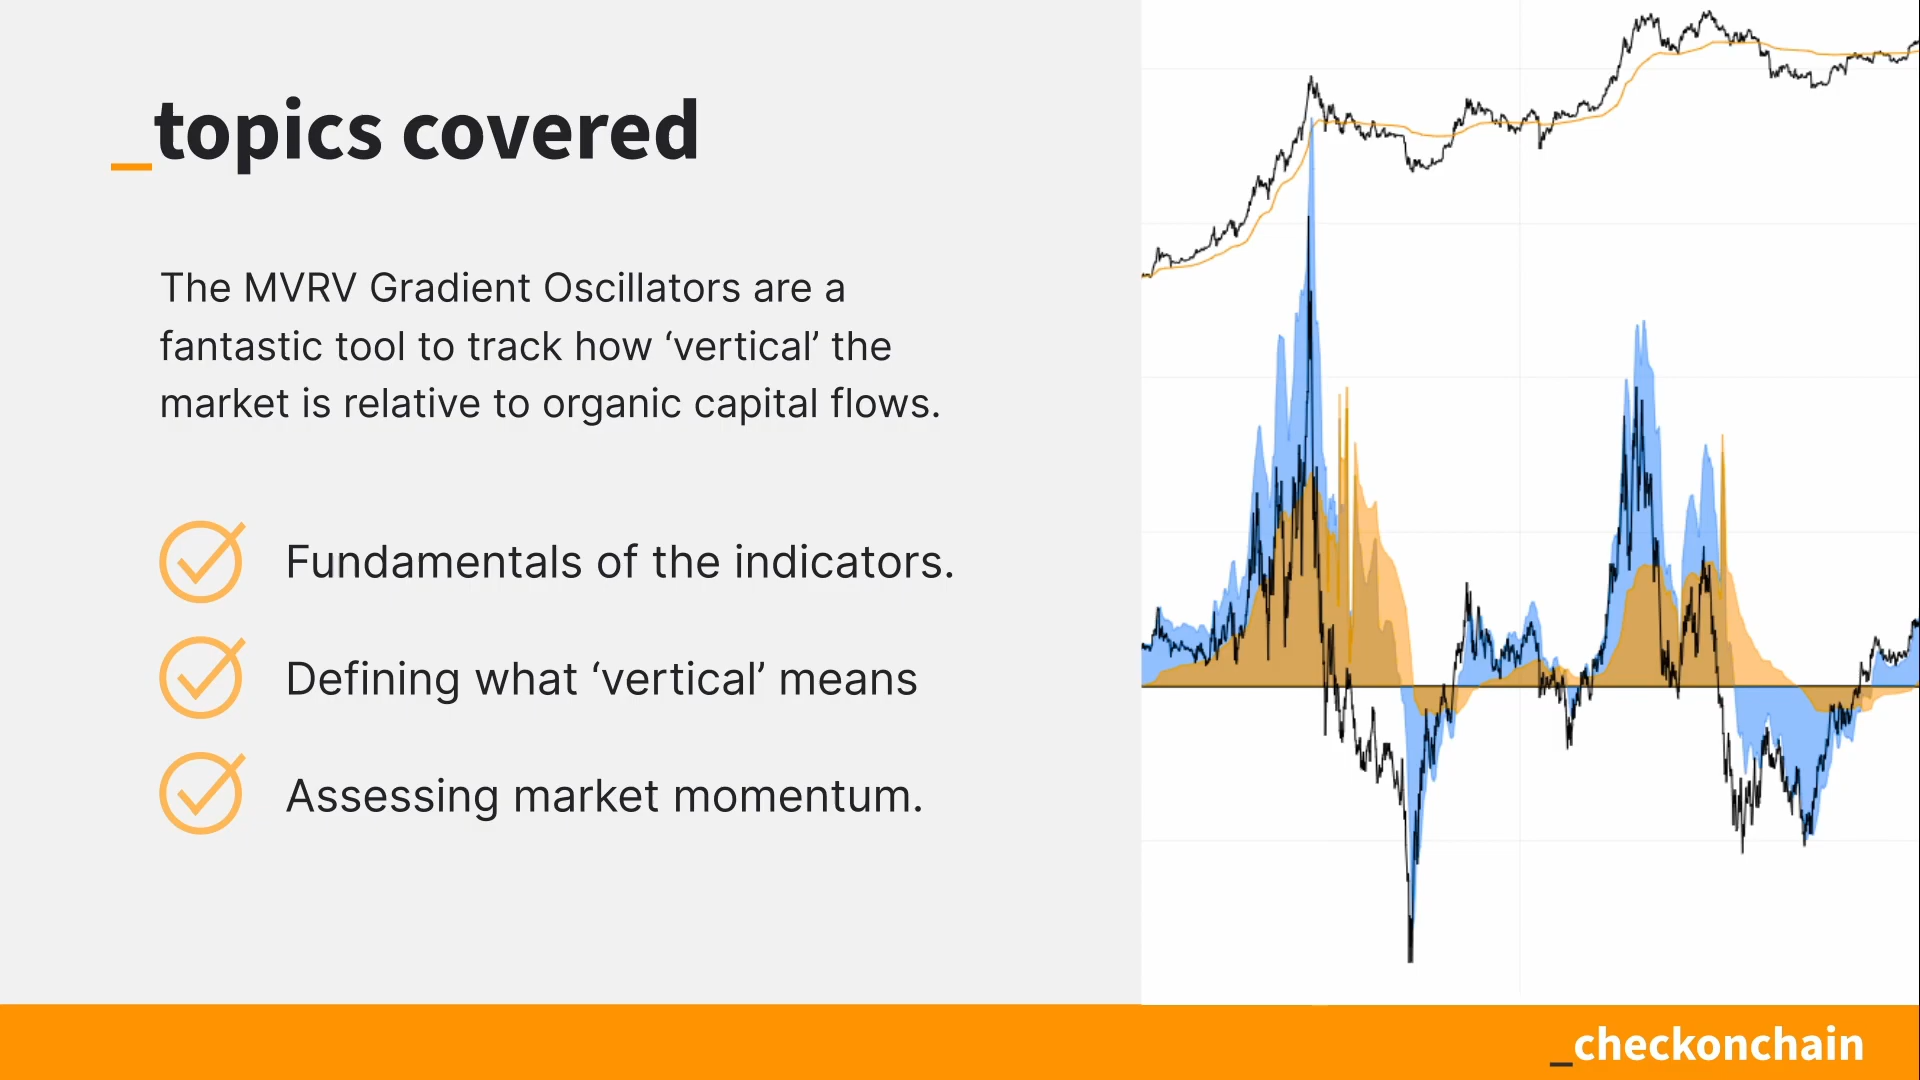 _topics covered
The MVRV Gradient Oscillators are a
fantastic tool to track how ‘vertical’ the
market is relative to organic capital flows.
Fundamentals of the indicators.
Defining what ‘vertical’ means
Assessing market momentum.
_checkonchain